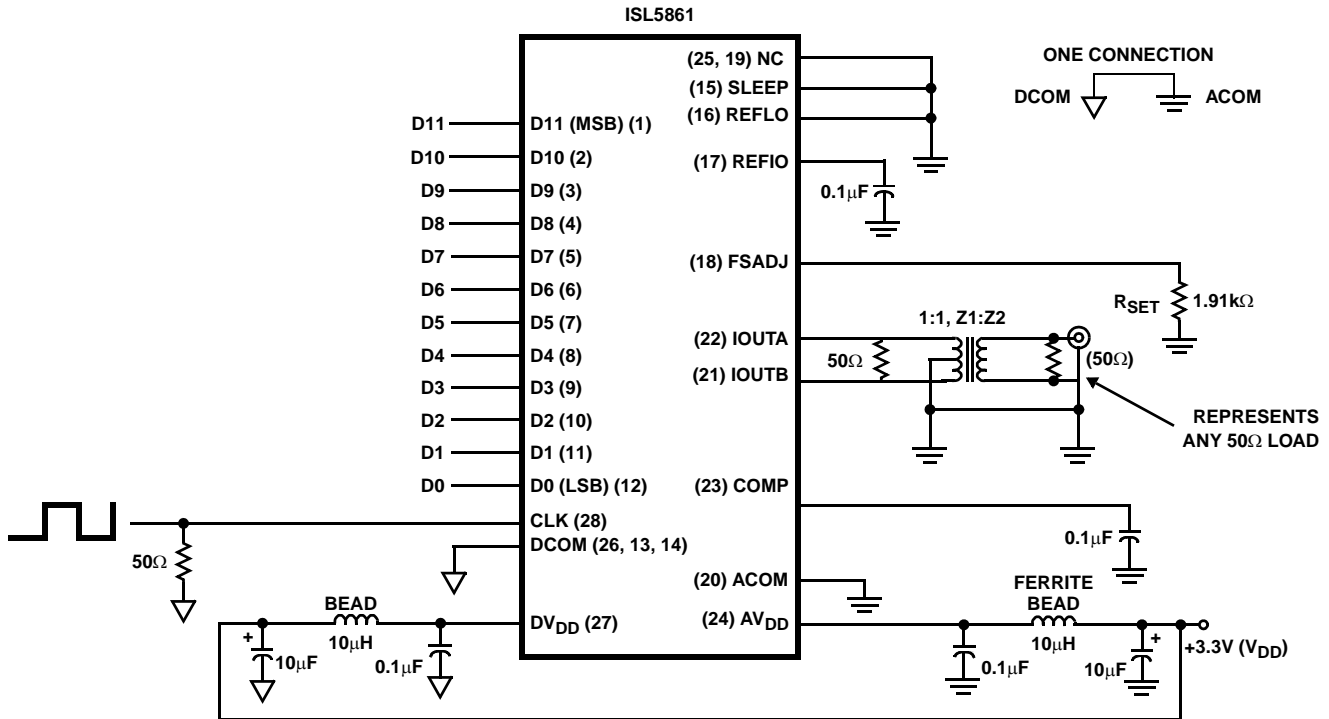 ISL5861
(25, 19) NC
(15) SLEEP
(16) REFLO
(17) REFIO
0.1μF
ONE CONNECTION
DCOM
ACOM
D11
D11 (MSB) (1)
D10
D10 (2)
D9
D9 (3)
D8
D8 (4)
D7
D7 (5)
D6
D6 (6)
D5
D5 (7)
D4
D4 (8)
D3
D3 (9)
D2
D2 (10)
D1
D1 (11)
D0
D0 (LSB) (12)
CLK (28)
50Ω
DCOM (26, 13, 14)
(18) FSADJ
RSET
1.91kΩ
(22) IOUTA
(21) IOUTB
50Ω
1:1, Z1:Z2
(50Ω)
REPRESENTS
ANY 50Ω LOAD
(23) COMP
0.1μF
(20) ACOM
BEAD
+
10μF
10μH
0.1μF
DVDD (27)
(24) AVDD
FERRITE
BEAD
0.1μF
10μH
10μF
+
+3.3V (VDD)